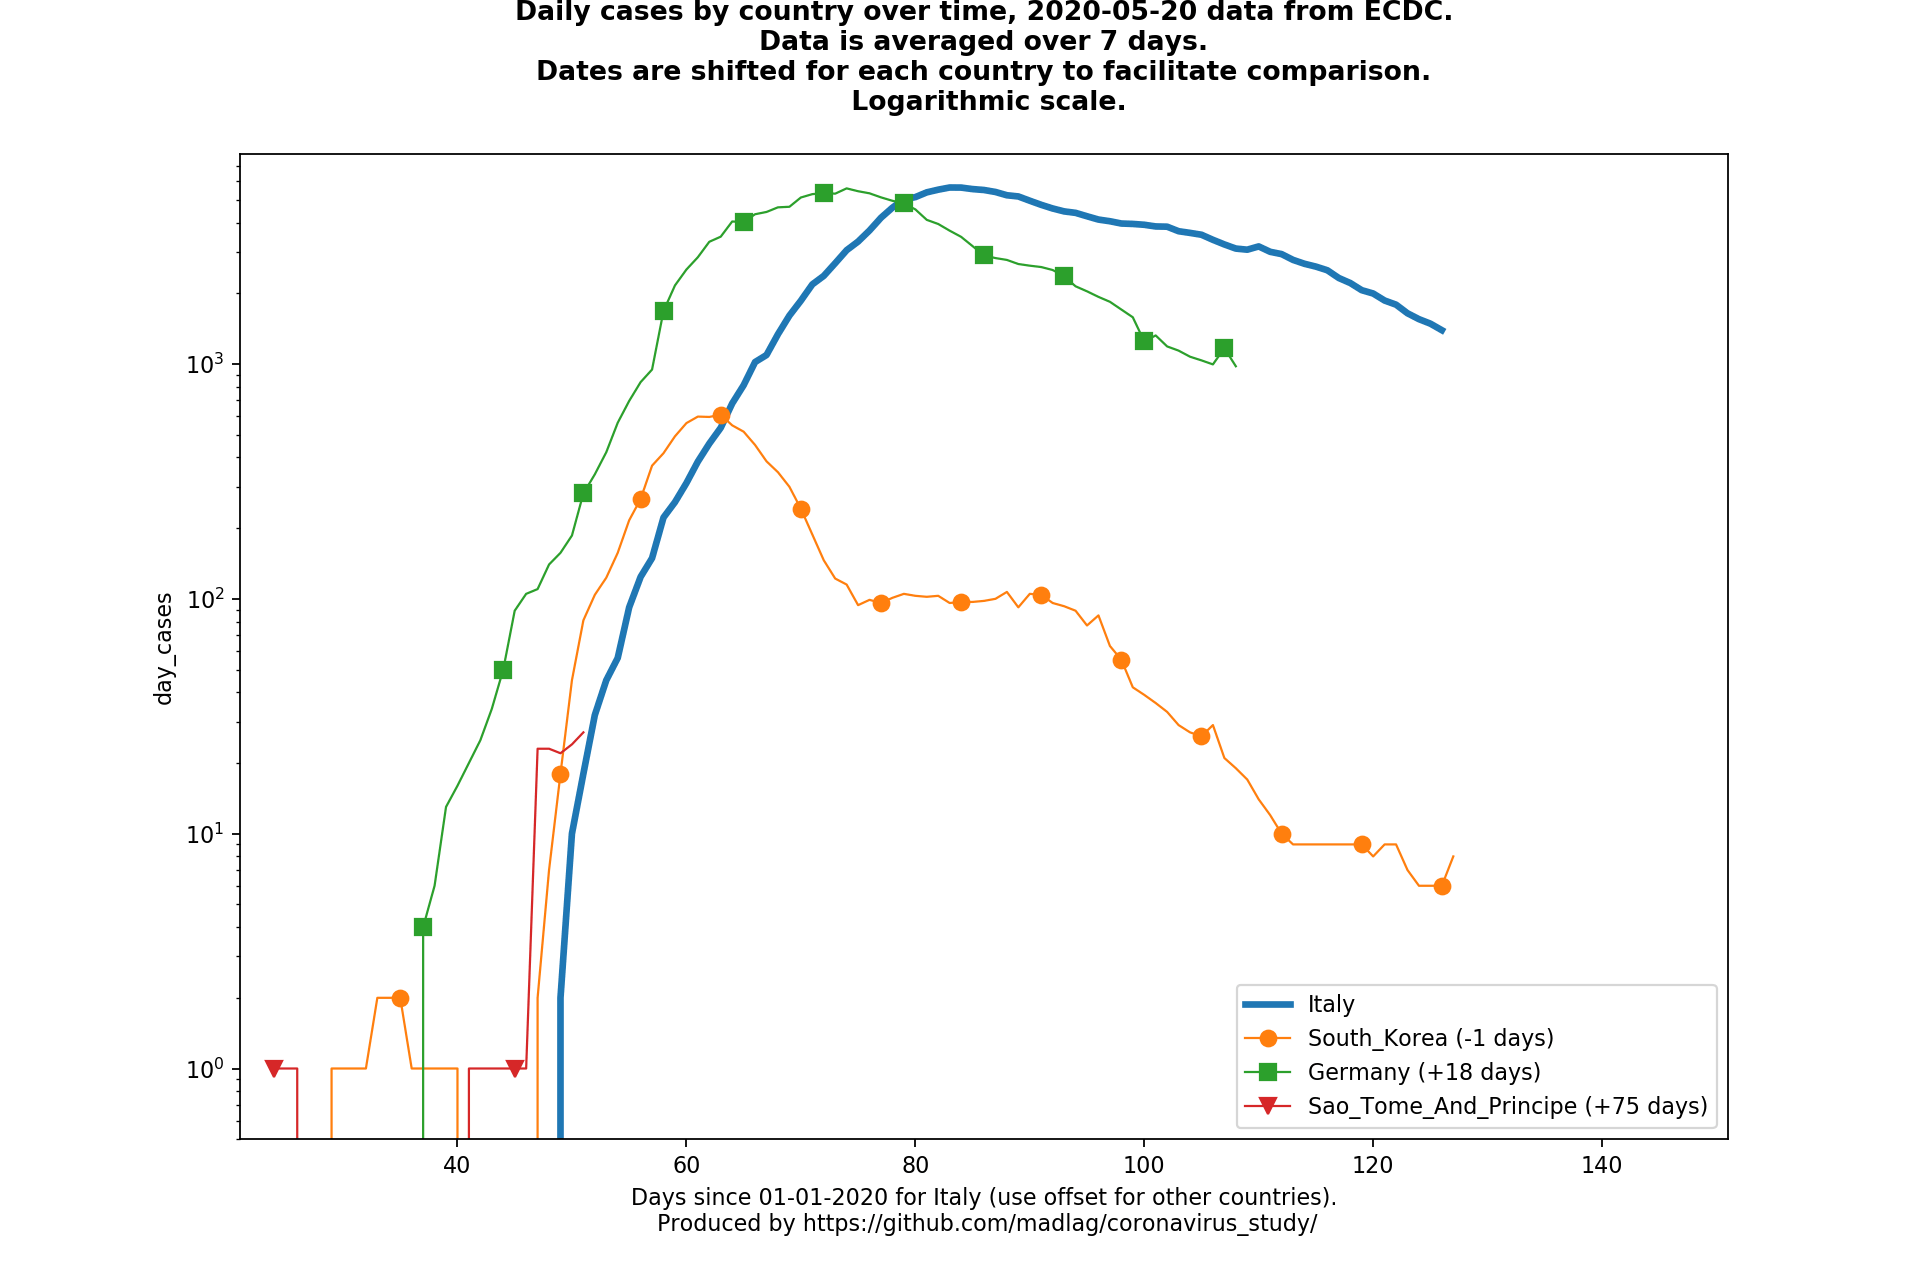 Daily cases by country over time, 2020-05-20 data from ECDC.
Data is averaged over 7 days.
Dates are shifted for each country to facilitate comparison.
Logarithmic scale.
day_cases
10³
10²
10¹
10⁰
40 60 80 100 120 140
Italy
South_Korea (-1 days)
Germany (+18 days)
Sao_Tome_And_Principe (+75 days)
Days since 01-01-2020 for Italy (use offset for other countries).
Produced by https://github.com/madlag/coronavirus_study/